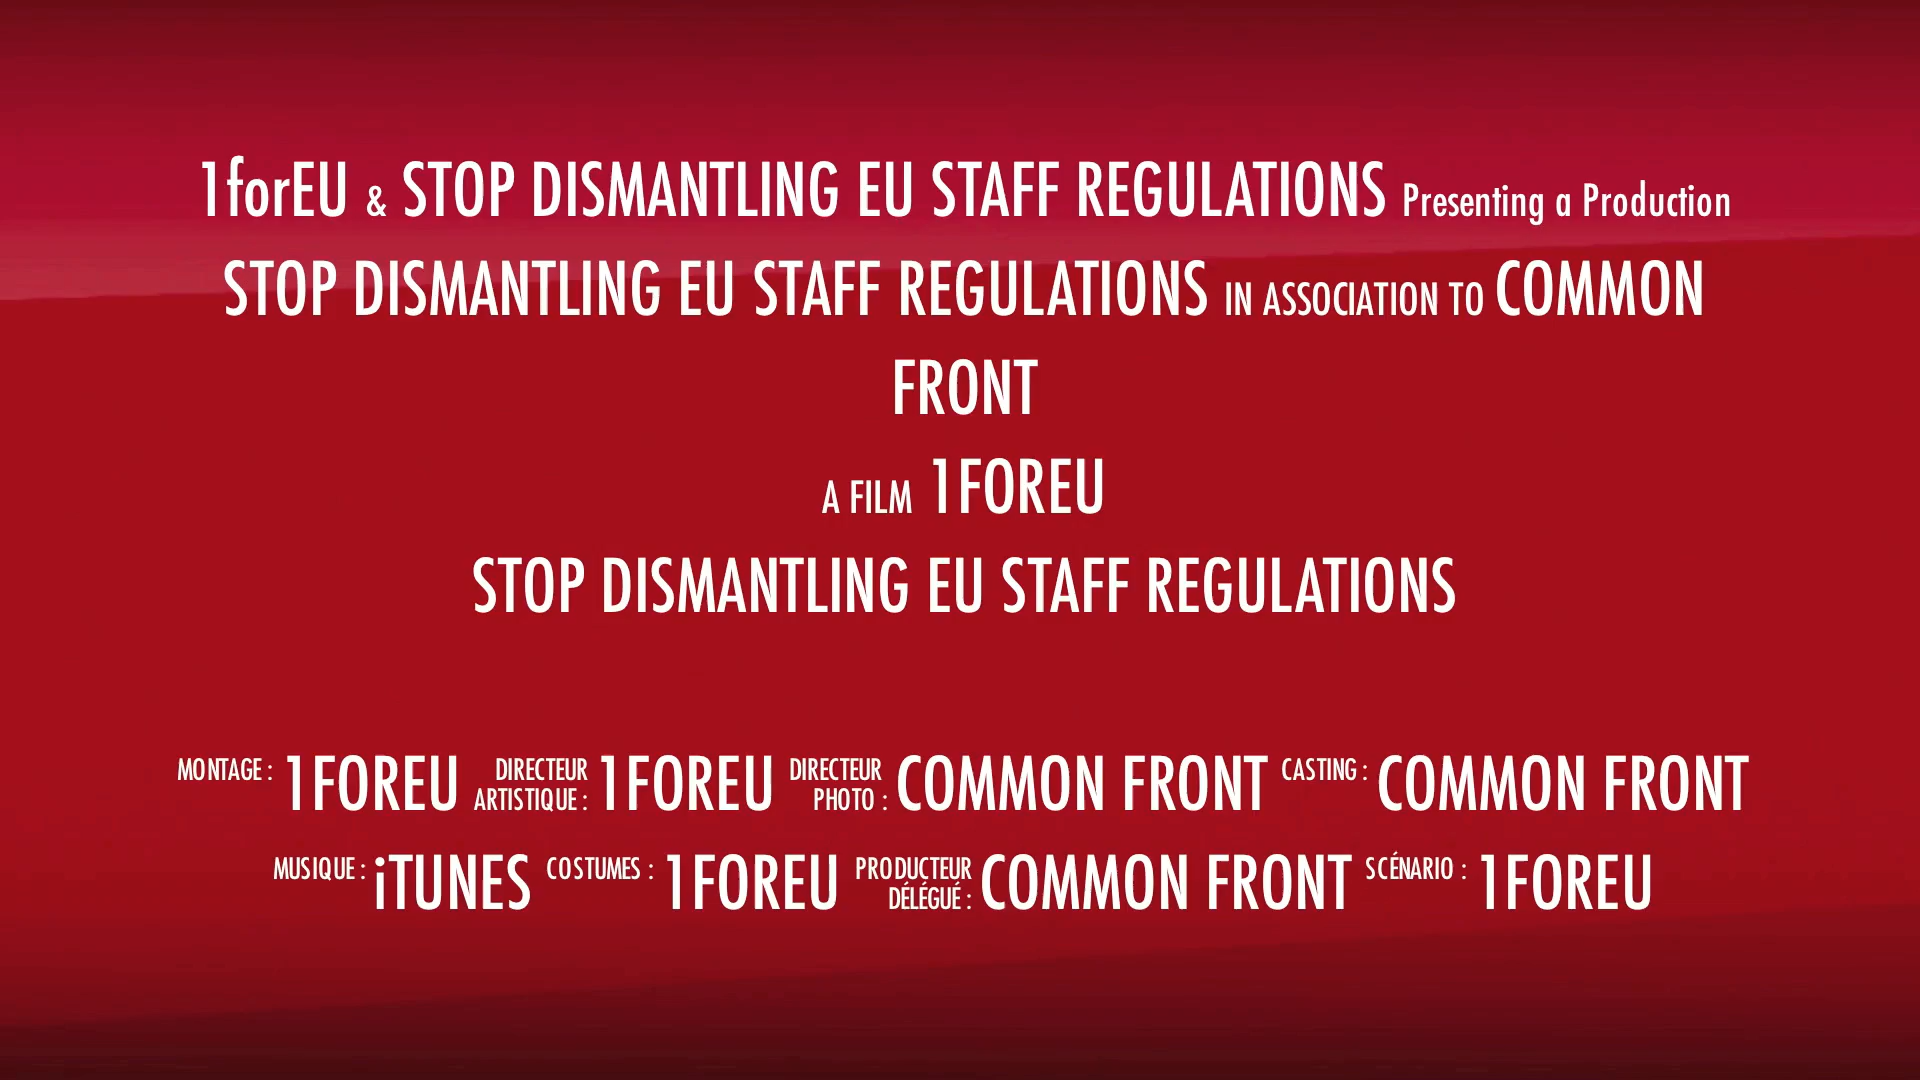 1forEU & STOP DISMANTLING EU STAFF REGULATIONS Presenting a Production
STOP DISMANTLING EU STAFF REGULATIONS IN ASSOCIATION TO COMMON
FRONT
A FILM 1FOREU
STOP DISMANTLING EU STAFF REGULATIONS
MONTAGE : 1FOREU DIRECTEUR ARTISTIQUE : 1FOREU DIRECTEUR PHOTO : COMMON FRONT CASTING : COMMON FRONT
MUSIQUE : iTUNES COSTUMES : 1FOREU PRODUCTEUR DÉLÉGUÉ : COMMON FRONT SCÉNARIO : 1FOREU